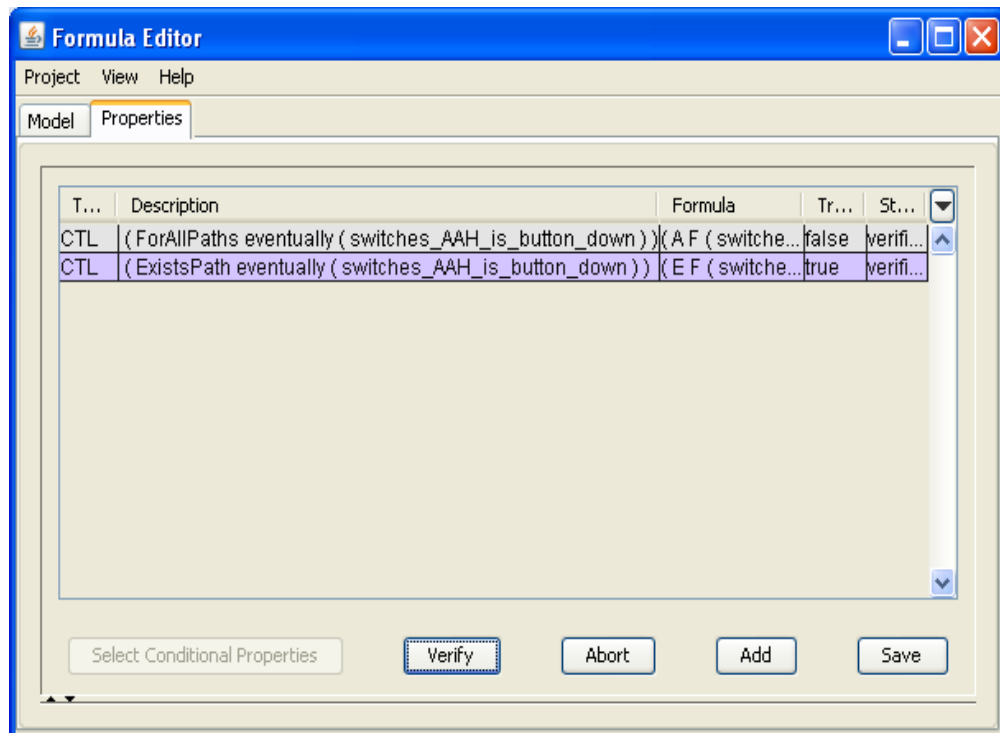 Formula Editor
Project View Help
Model Properties
T... Description Formula Tr... St...
CTL ( ForAllPaths eventually ( switches_AAH_is_button_down ) ) ( A F ( switche... false verifi...
CTL ( ExistsPath eventually ( switches_AAH_is_button_down ) ) ( E F ( switche... true verifi...
Select Conditional Properties Verify Abort Add Save